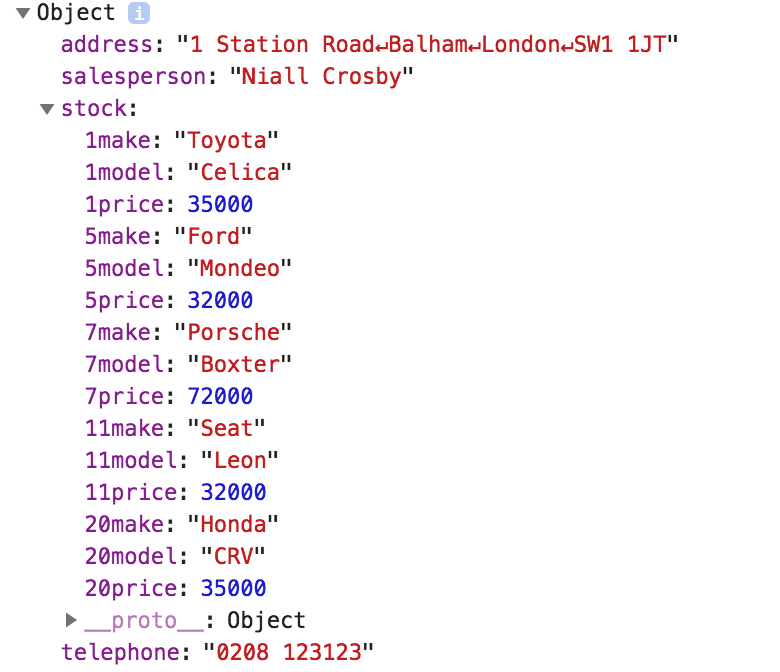 ▼Object i
address: "1 Station Road↵Balham↵London↵SW1 1JT"
salesperson: "Niall Crosby"
▼stock:
1make: "Toyota"
1model: "Celica"
1price: 35000
5make: "Ford"
5model: "Mondeo"
5price: 32000
7make: "Porsche"
7model: "Boxter"
7price: 72000
11make: "Seat"
11model: "Leon"
11price: 32000
20make: "Honda"
20model: "CRV"
20price: 35000
▶__proto__: Object
telephone: "0208 123123"